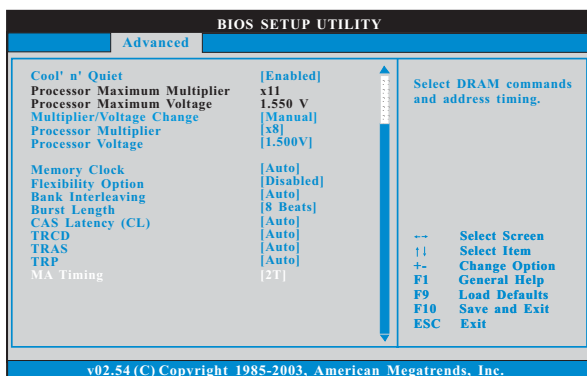 BIOS SETUP UTILITY
Advanced
Cool' n' Quiet [Enabled]
Processor Maximum Multiplier x11
Processor Maximum Voltage 1.550 V
Multiplier/Voltage Change [Manual]
Processor Multiplier [x8]
Processor Voltage [1.500V]
Memory Clock [Auto]
Flexibility Option [Disabled]
Bank Interleaving [Auto]
Burst Length [8 Beats]
CAS Latency (CL) [Auto]
TRCD [Auto]
TRAS [Auto]
TRP [Auto]
MA Timing [2T]
Select DRAM commands
and address timing.
←→ Select Screen
↑↓ Select Item
+- Change Option
F1 General Help
F9 Load Defaults
F10 Save and Exit
ESC Exit
v02.54 (C) Copyright 1985-2003, American Megatrends, Inc.